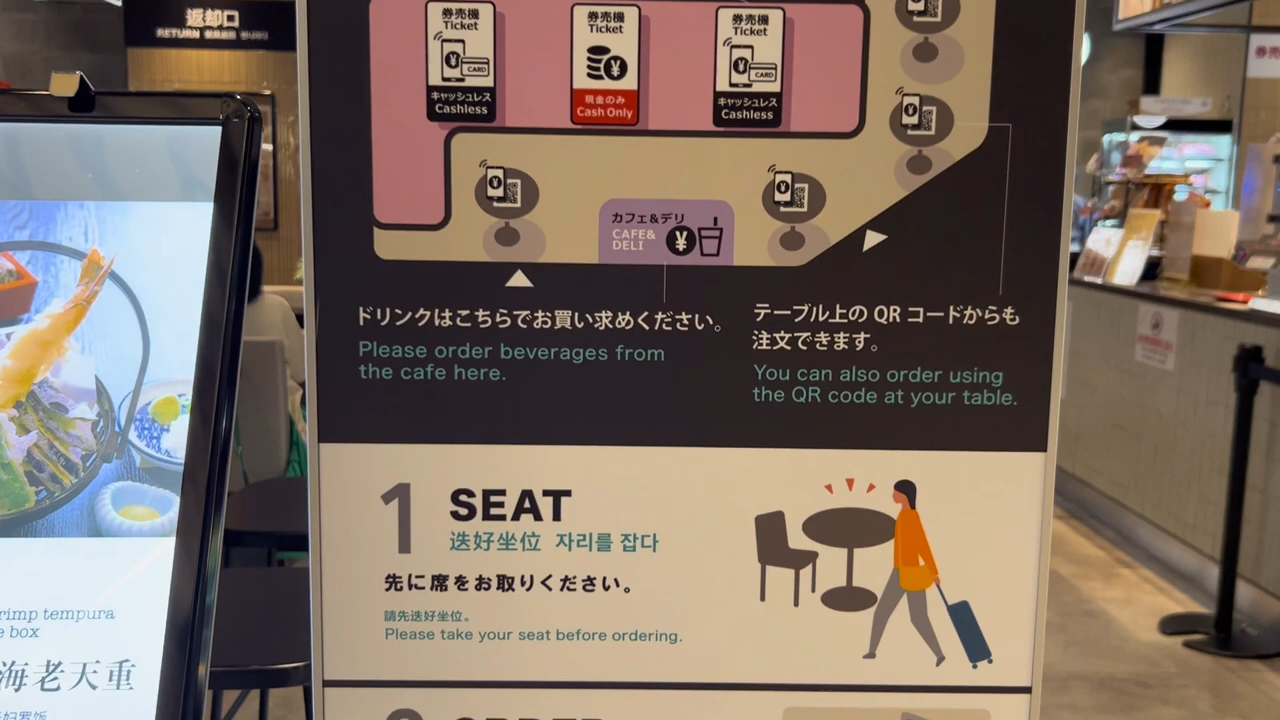 返却口
RETURN
券売機
Ticket
CARD
キャッシュレス
Cashless
券売機
Ticket
現金のみ
Cash Only
券売機
Ticket
CARD
キャッシュレス
Cashless
カフェ&デリ
CAFE&
DELI
ドリンクはこちらでお買い求めください。
Please order beverages from
the cafe here.
テーブル上の QR コードからも
注文できます。
You can also order using
the QR code at your table.
1 SEAT
迭好坐位 자리를 잡다
先に席をお取りください。
請先迭好坐位。
Please take your seat before ordering.
rimp tempura
e box
海老天重